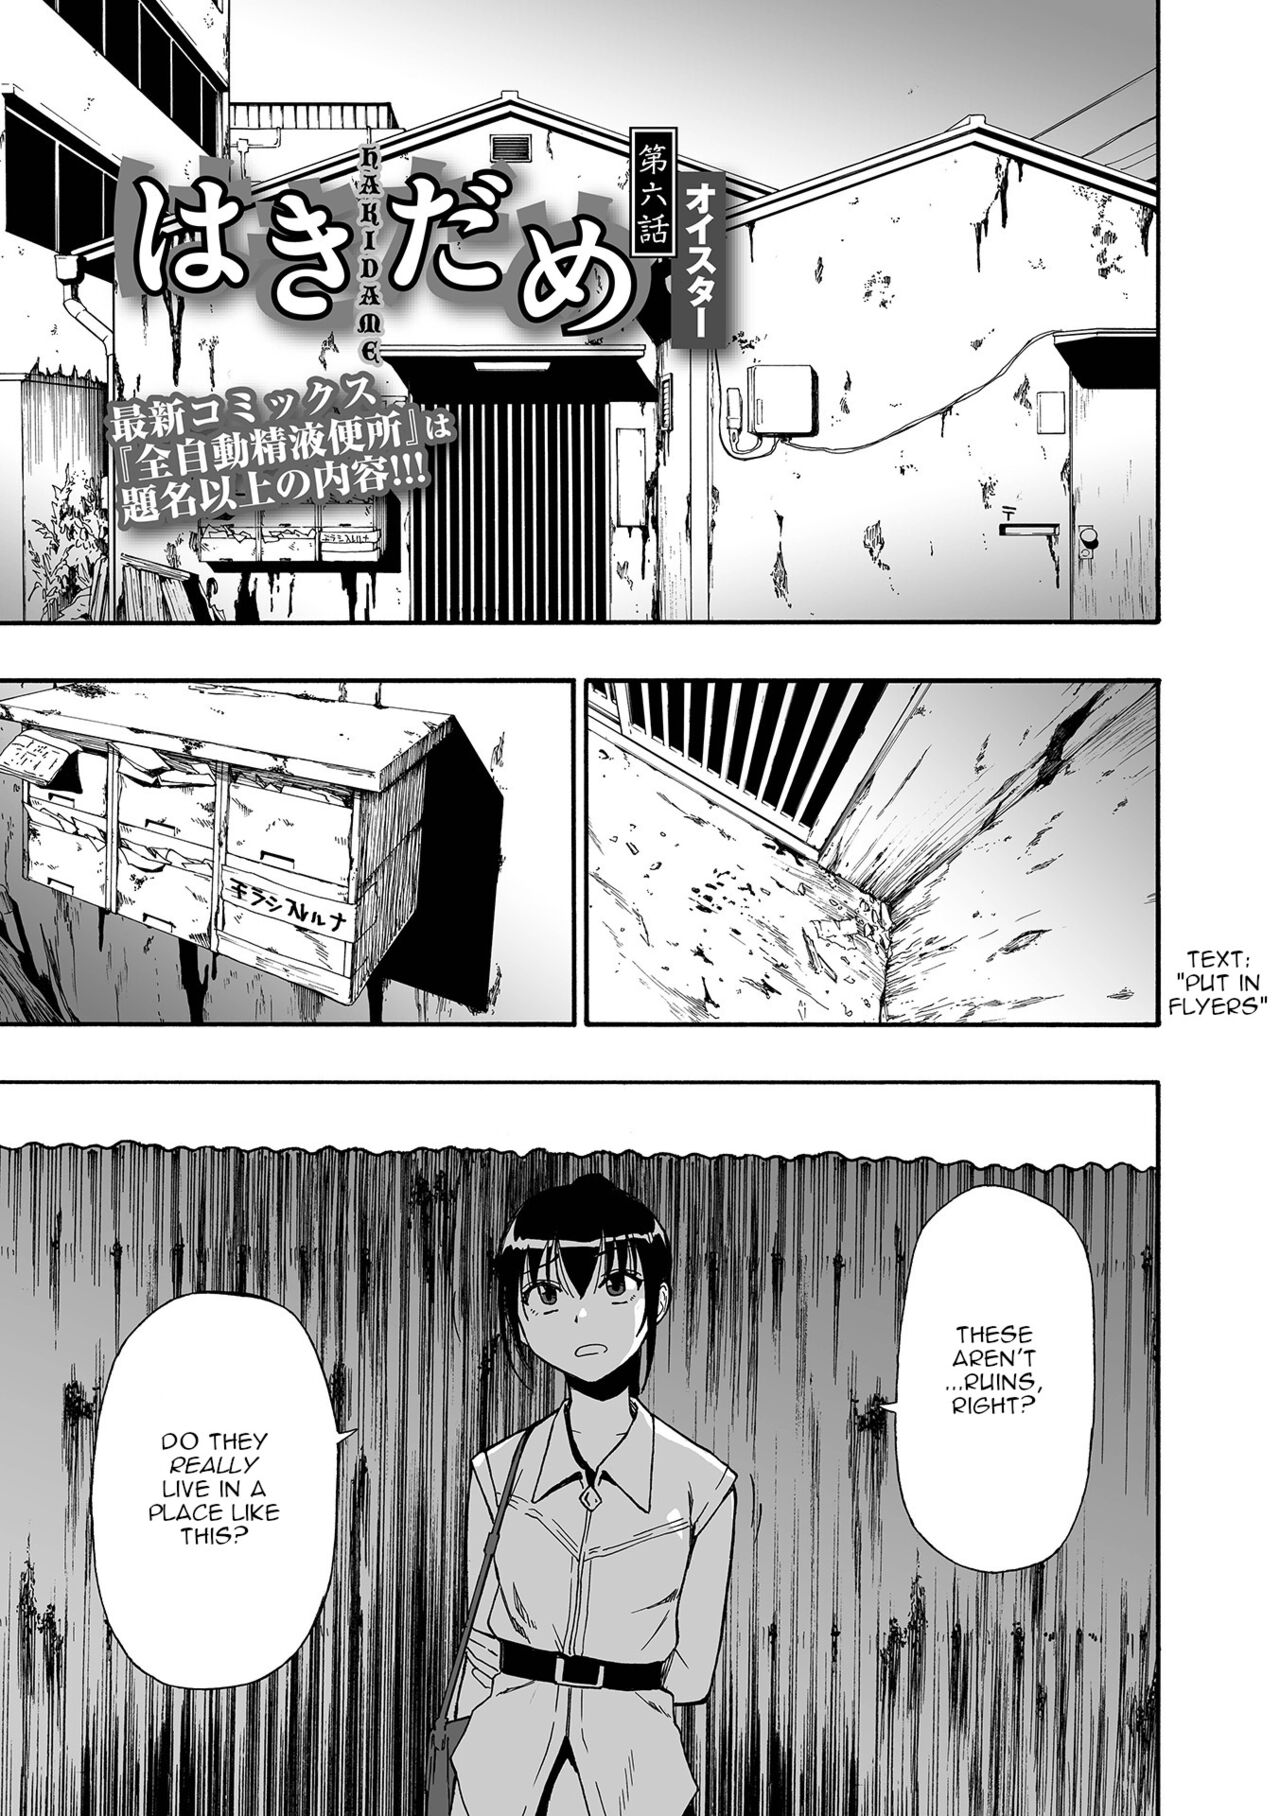 はきだめ
HAKIDAME
第六話
オイスター
最新コミックス
『全自動精液便所』は
題名以上の内容!!!
〒
TEXT:
"PUT IN
FLYERS"
THESE
AREN'T
...RUINS,
RIGHT?
DO THEY
REALLY
LIVE IN A
PLACE LIKE
THIS?